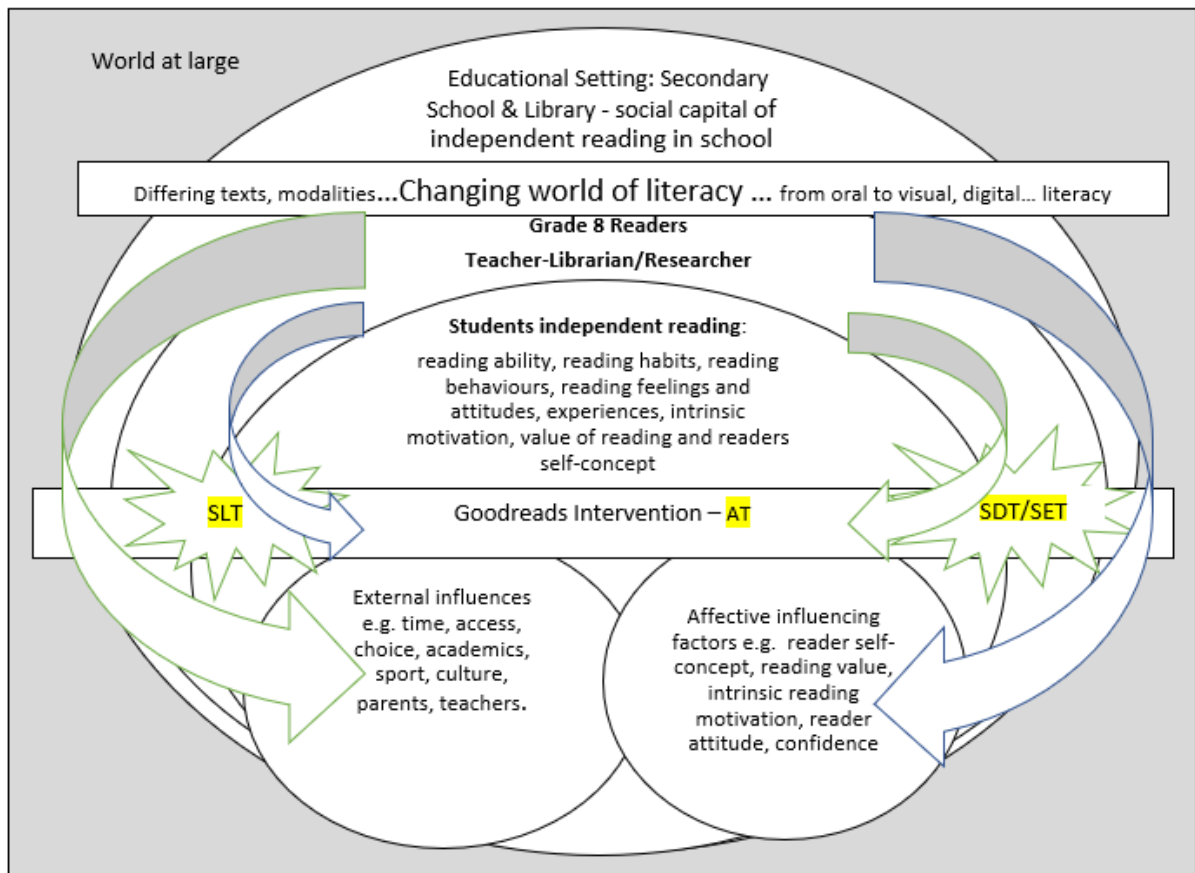 World at large
Educational Setting: Secondary
School & Library - social capital of
independent reading in school
Differing texts, modalities...Changing world of literacy ... from oral to visual, digital... literacy
Grade 8 Readers
Teacher-Librarian/Researcher
Students independent reading:
reading ability, reading habits, reading
behaviours, reading feelings and
attitudes, experiences, intrinsic
motivation, value of reading and readers
self-concept
SLT
Goodreads Intervention – AT
SDT/SET
External influences
e.g. time, access,
choice, academics,
sport, culture,
parents, teachers.
Affective influencing
factors e.g. reader self-
concept, reading value,
intrinsic reading
motivation, reader
attitude, confidence